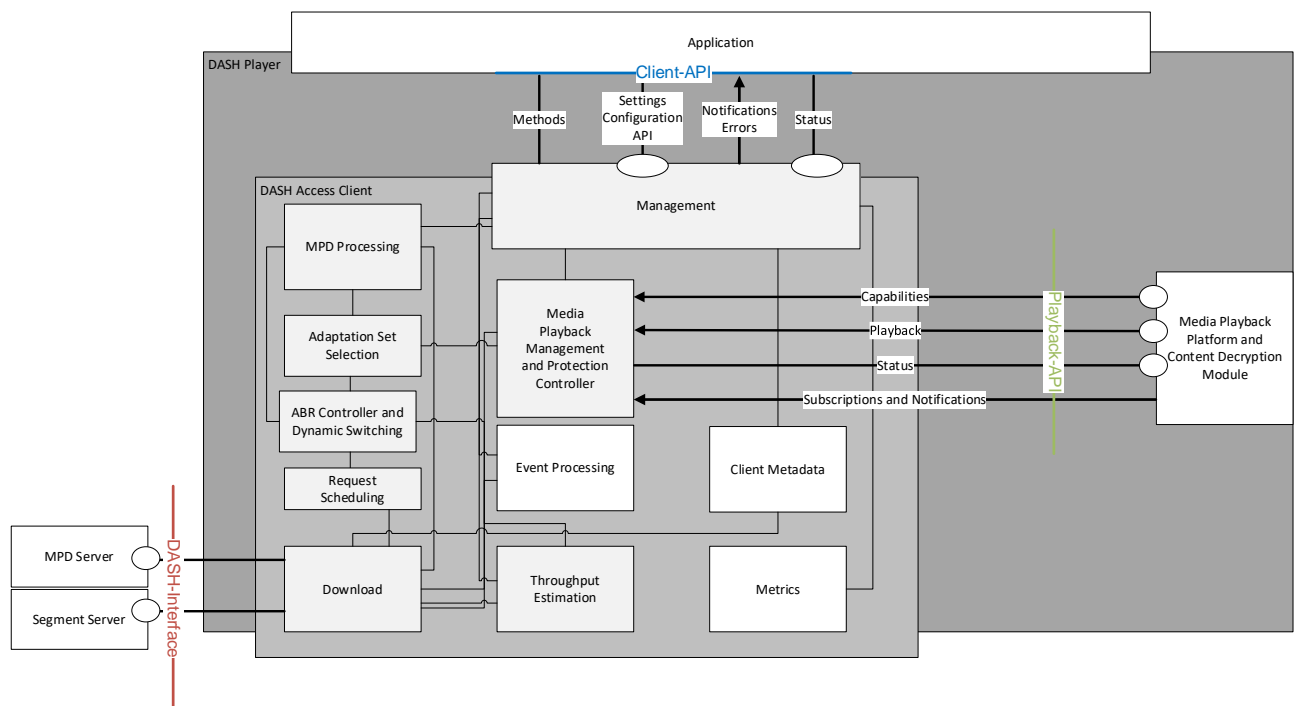 Application
DASH Player
Client-API
Methods
Settings
Configuration
API
Notifications
Errors
Status
DASH Access Client
Management
MPD Processing
Adaptation Set
Selection
ABR Controller and
Dynamic Switching
Request
Scheduling
Download
Media
Playback
Management
and Protection
Controller
Event Processing
Throughput
Estimation
Client Metadata
Metrics
Capabilities
Playback
Status
Subscriptions and Notifications
Playback-API
Media Playback
Platform and
Content Decryption
Module
MPD Server
Segment Server
DASH-Interface